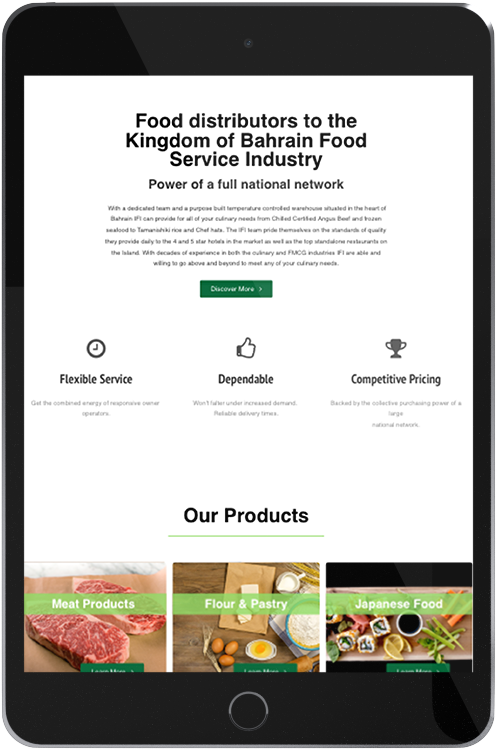 Food distributors to the
Kingdom of Bahrain Food
Service Industry
Power of a full national network
With a dedicated team and a purpose built temperature controlled warehouse situated in the heart of
Bahrain IFI can provide for all of your culinary needs from Chilled Certified Angus Beef and frozen
seafood to Tamanishiki rice and Chef hats. The IFI team pride themselves on the standards of quality
they provide daily to the 4 and 5 star hotels in the market as well as the top standalone restaurants on
the Island. With decades of experience in both the culinary and FMCG industries IFI are able and
willing to go above and beyond to meet any of your culinary needs.
Discover More >
Flexible Service
Dependable
Competitive Pricing
Get the combined energy of responsive owner
operators.
Won't falter under increased demand.
Reliable delivery times.
Backed by the collective purchasing power of a
large
national network.
Our Products
Meat Products
Flour & Pastry
Japanese Food
Learn More >
Learn More >
Learn More >